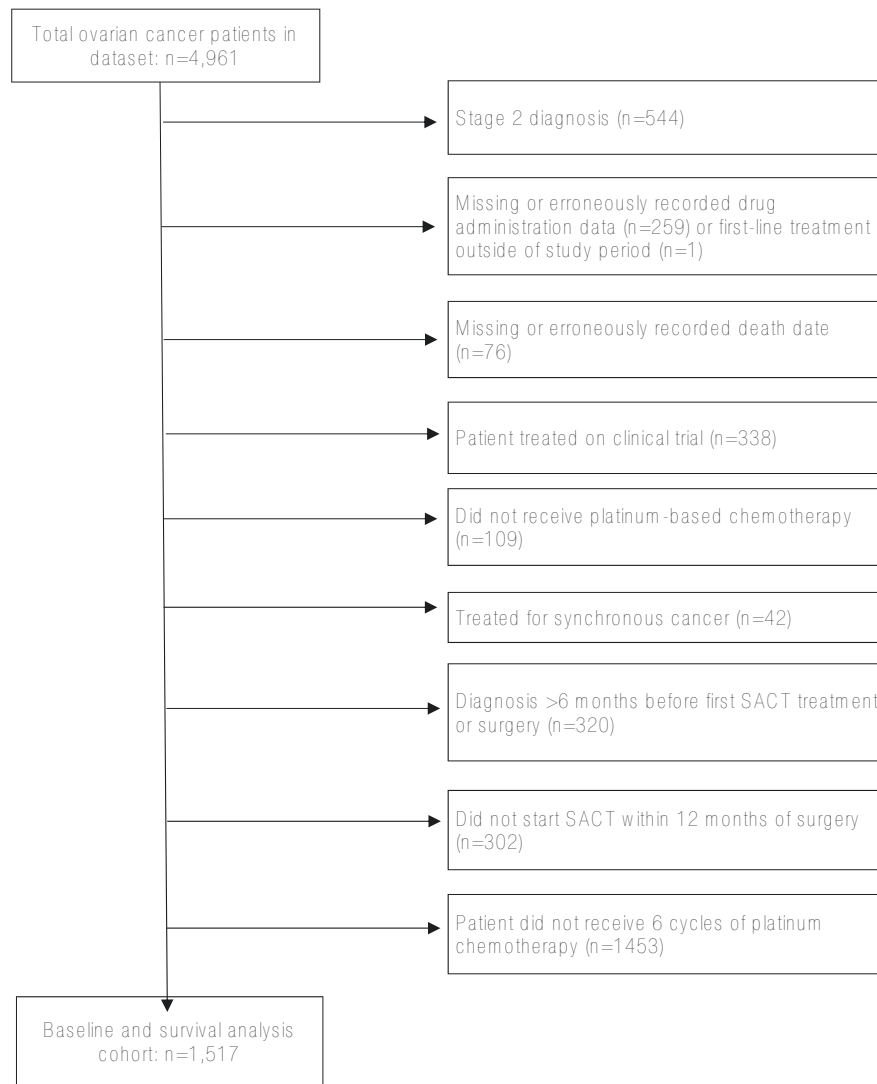 Total ovarian cancer patients in
dataset: n=4,961
Stage 2 diagnosis (n=544)
Missing or erroneously recorded drug
administration data (n=259) or first-line treatment
outside of study period (n=1)
Missing or erroneously recorded death date
(n=76)
Patient treated on clinical trial (n=338)
Did not receive platinum-based chemotherapy
(n=109)
Treated for synchronous cancer (n=42)
Diagnosis >6 months before first SACT treatment
or surgery (n=320)
Did not start SACT within 12 months of surgery
(n=302)
Patient did not receive 6 cycles of platinum
chemotherapy (n=1453)
Baseline and survival analysis
cohort: n=1,517